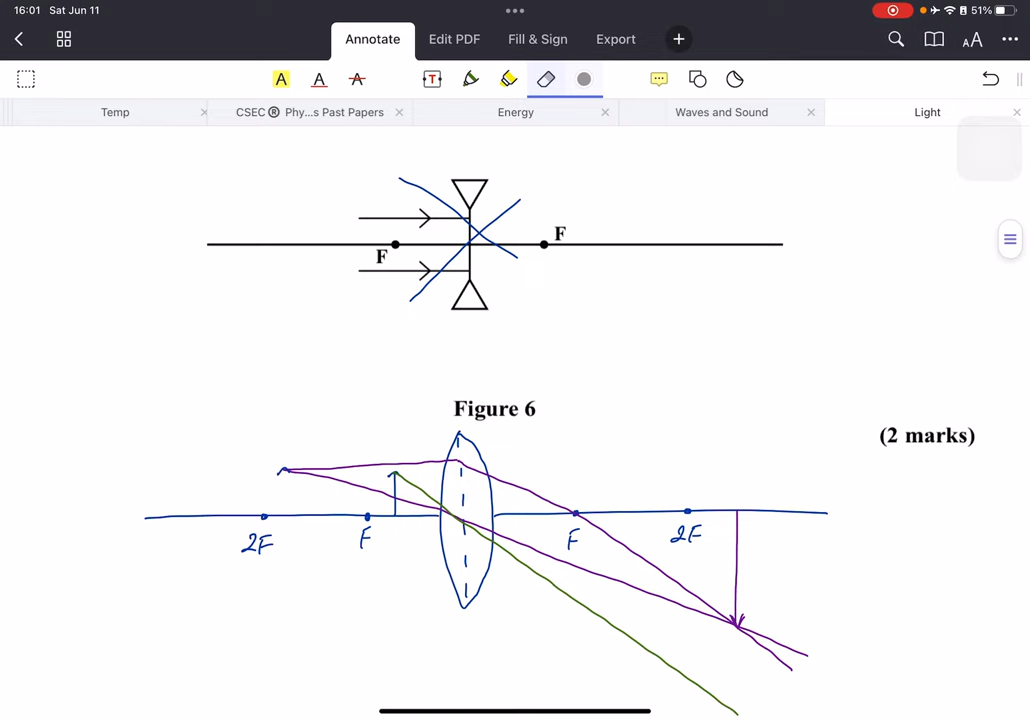 16:01 Sat Jun 11
51%
Annotate Edit PDF Fill & Sign Export
A A A T AA
Temp CSEC ® Phy...s Past Papers Energy Waves and Sound Light
F
F
Figure 6
(2 marks)
2F F F 2F